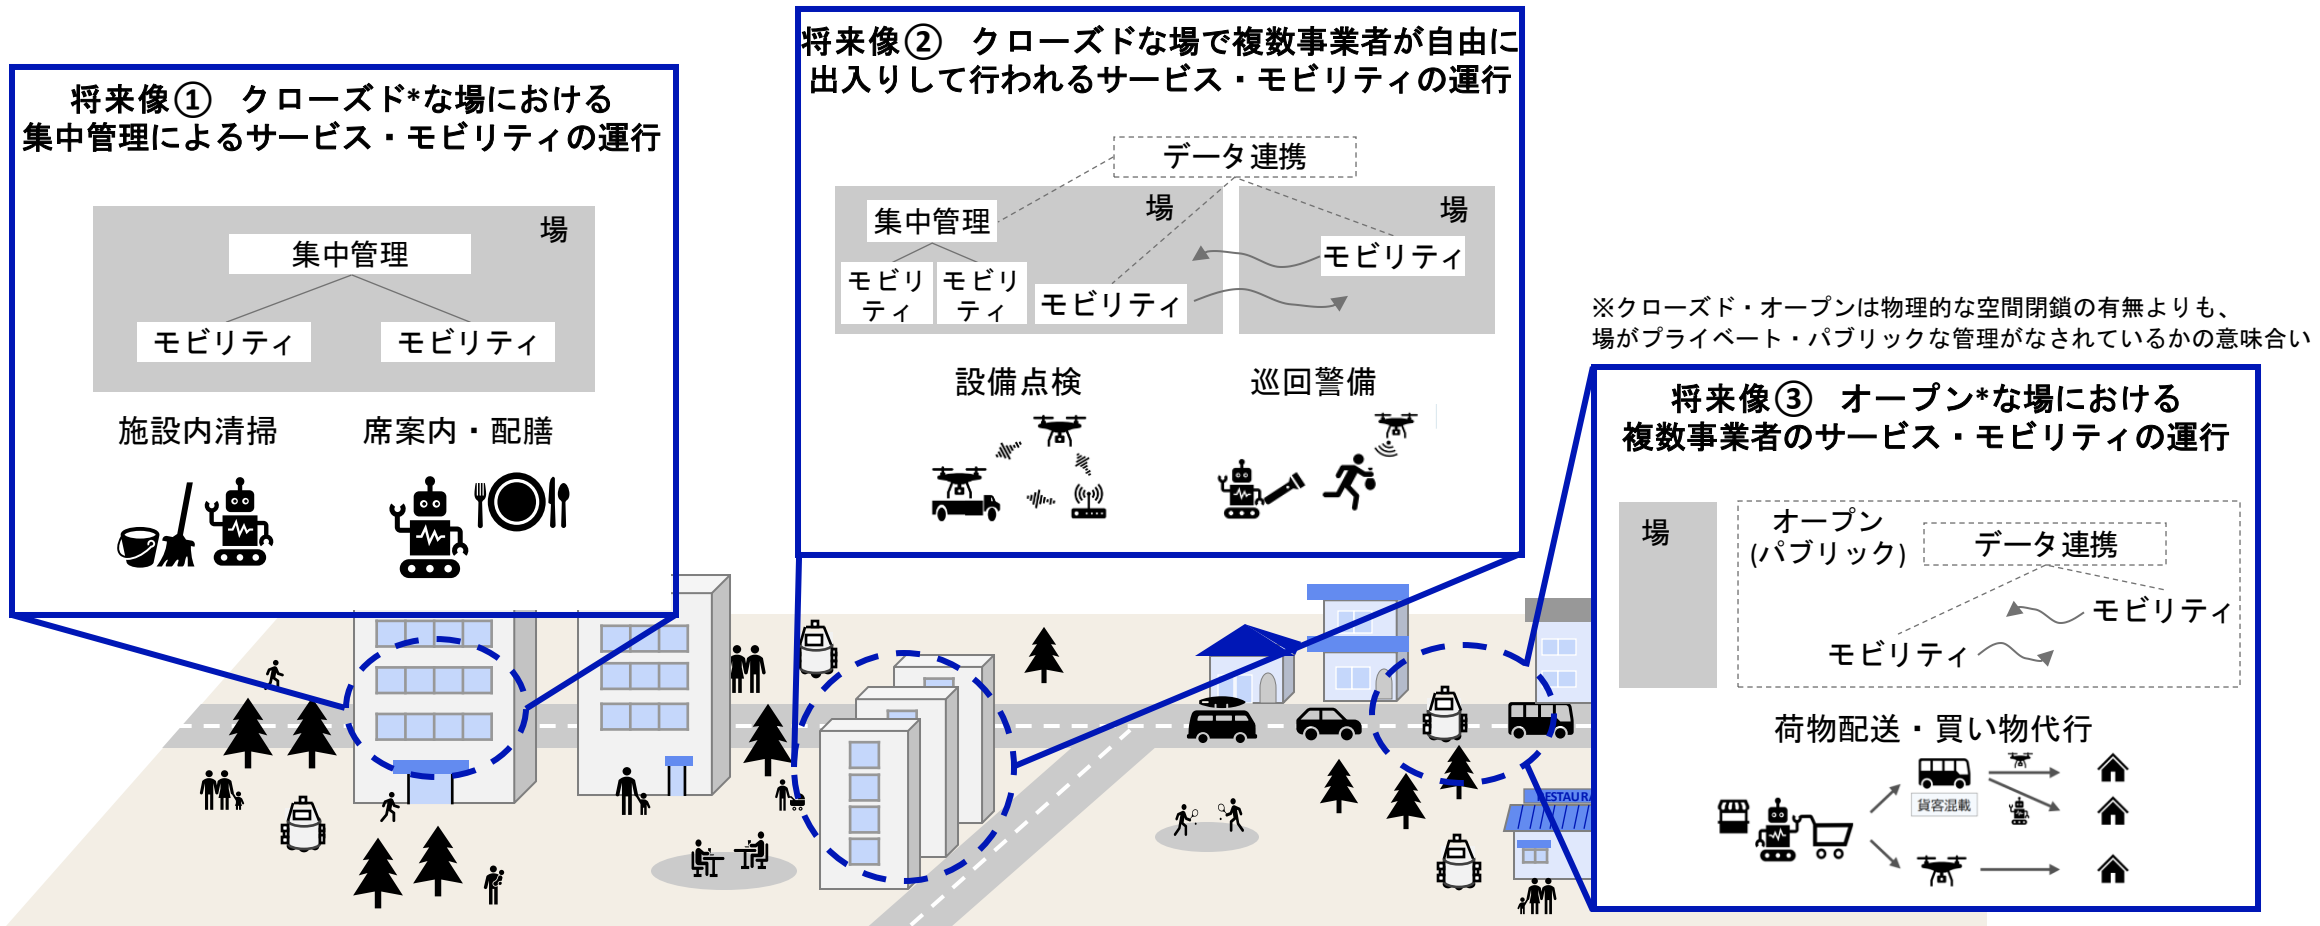 将来像① クローズド*な場における
集中管理によるサービス・モビリティの運行
場
集中管理
モビリティ
モビリティ
施設内清掃
席案内・配膳
将来像② クローズドな場で複数事業者が自由に
出入りして行われるサービス・モビリティの運行
データ連携
場
場
集中管理
モビリ
ティ
モビリ
ティ
モビリティ
モビリティ
設備点検
巡回警備
※クローズド・オープンは物理的な空間閉鎖の有無よりも、
場がプライベート・パブリックな管理がなされているかの意味合い
将来像③ オープン*な場における
複数事業者のサービス・モビリティの運行
場
オープン
(パブリック)
データ連携
モビリティ
モビリティ
荷物配送・買い物代行
貨客混載
RESTAURA